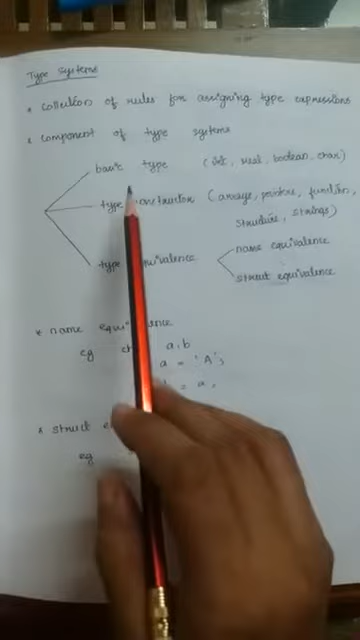 Type Systems
* collection of rules for assigning type expressions
* component of type systems
basic type (int, real, boolean, char)
type constructor (arrays, pointers, function,
structure, strings)
name equivalence
type equivalence
struct equivalence
* name equivalence
eg a, b
a = 'A';
= a,
* struct
eg